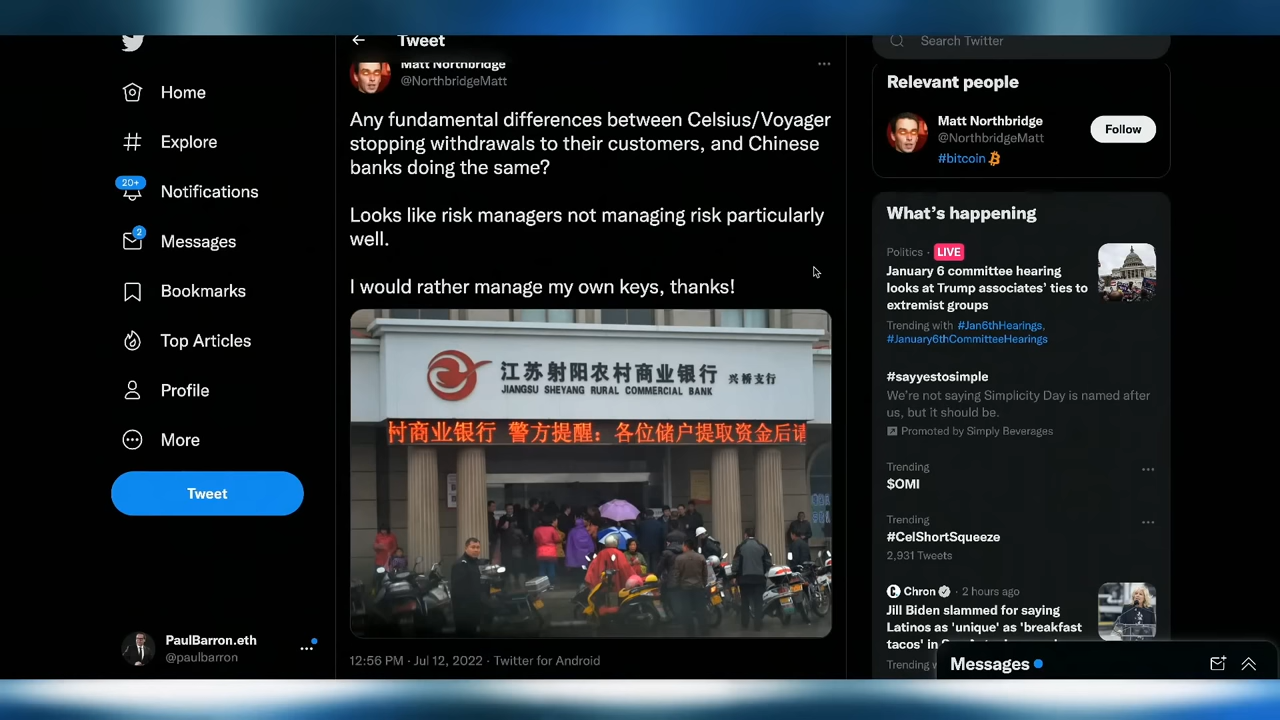 Home
Explore
20+
Notifications
2
Messages
Bookmarks
Top Articles
Profile
More
Tweet
PaulBarron.eth
@paulbarron
Tweet
Matt Northbridge
@NorthbridgeMatt
Any fundamental differences between Celsius/Voyager
stopping withdrawals to their customers, and Chinese
banks doing the same?
Looks like risk managers not managing risk particularly
well.
I would rather manage my own keys, thanks!
江苏射阳农村商业银行 兴桥支行
JIANGSU SHEYANG RURAL COMMERCIAL BANK
村商业银行 警方提醒：各位储户提取资金后请
12:56 PM · Jul 12, 2022 · Twitter for Android
Search Twitter
Relevant people
Matt Northbridge
@NorthbridgeMatt
Follow
#bitcoin
What's happening
Politics · LIVE
January 6 committee hearing
looks at Trump associates' ties to
extremist groups
Trending with #Jan6thHearings,
#January6thCommitteeHearings
#sayyestosimple
We're not saying Simplicity Day is named after
us, but it should be.
Promoted by Simply Beverages
Trending
$OMI
Trending
#CelShortSqueeze
2,931 Tweets
Chron · 2 hours ago
Jill Biden slammed for saying
Latinos as 'unique' as 'breakfast
tacos' in
Trending
Messages